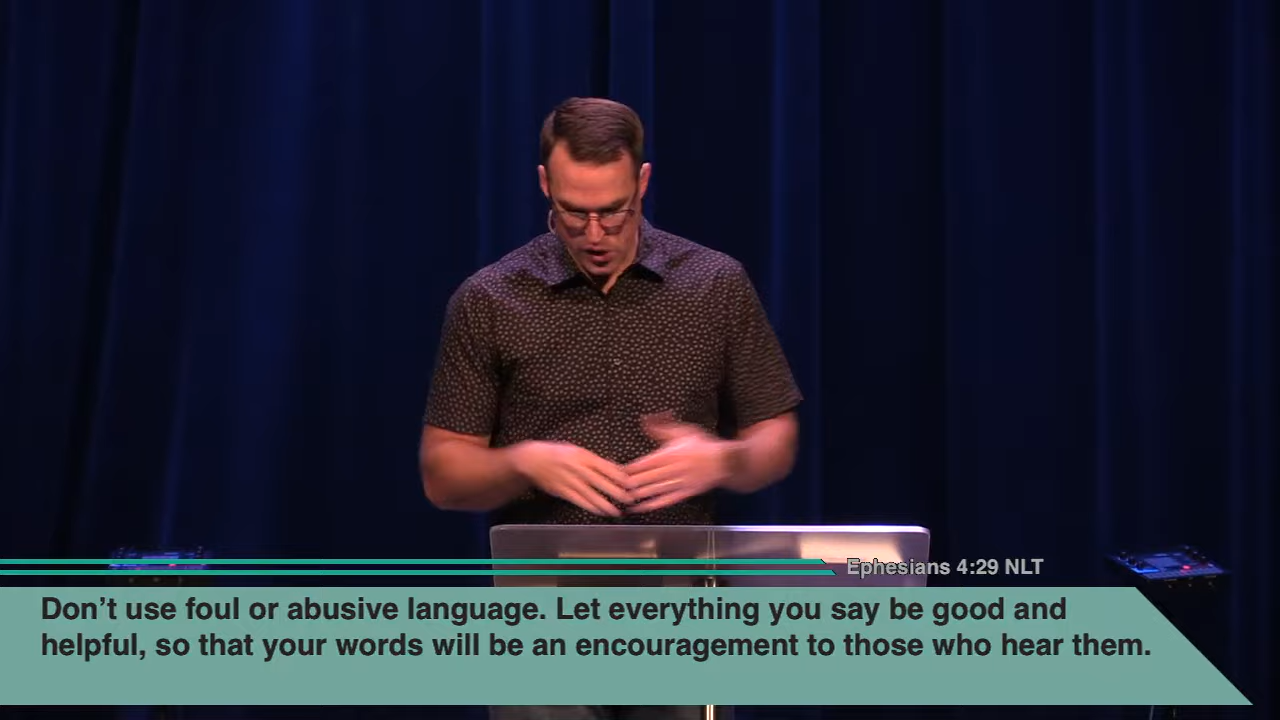 Ephesians 4:29 NLT
Don’t use foul or abusive language. Let everything you say be good and
helpful, so that your words will be an encouragement to those who hear them.